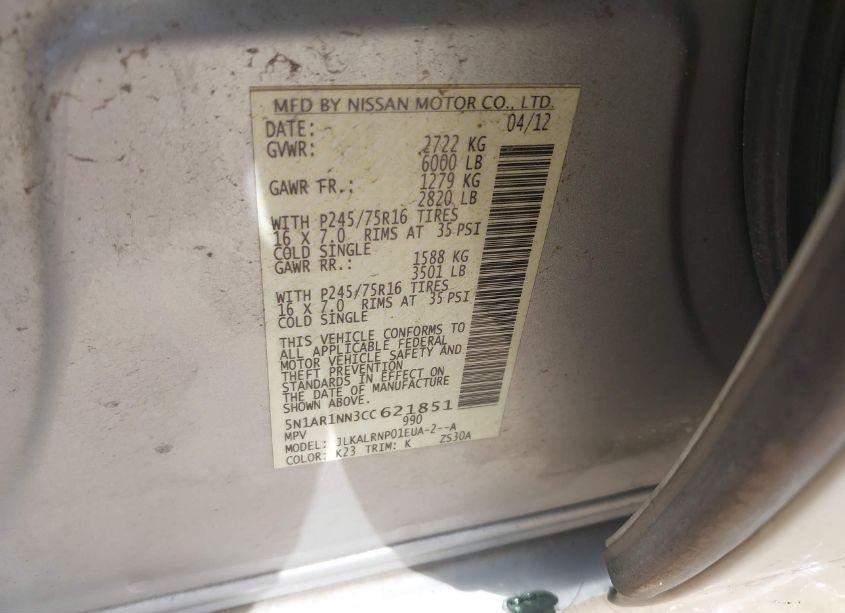 MFD BY NISSAN MOTOR CO., LTD.
DATE: 04/12
GVWR: 2722 KG
6000 LB
GAWR FR.: 1279 KG
2820 LB
WITH P245/75R16 TIRES
16 X 7.0 RIMS AT 35 PSI
COLD SINGLE
GAWR RR.: 1588 KG
3501 LB
WITH P245/75R16 TIRES
16 X 7.0 RIMS AT 35 PSI
COLD SINGLE
THIS VEHICLE CONFORMS TO
ALL APPLICABLE FEDERAL
MOTOR VEHICLE SAFETY AND
THEFT PREVENTION
STANDARDS IN EFFECT ON
THE DATE OF MANUFACTURE
SHOWN ABOVE.
5N1AR1NN3CC621851
MPV 990
MODEL: JLKALRNP01EUA-2--A
COLOR: K23 TRIM: K ZS30A